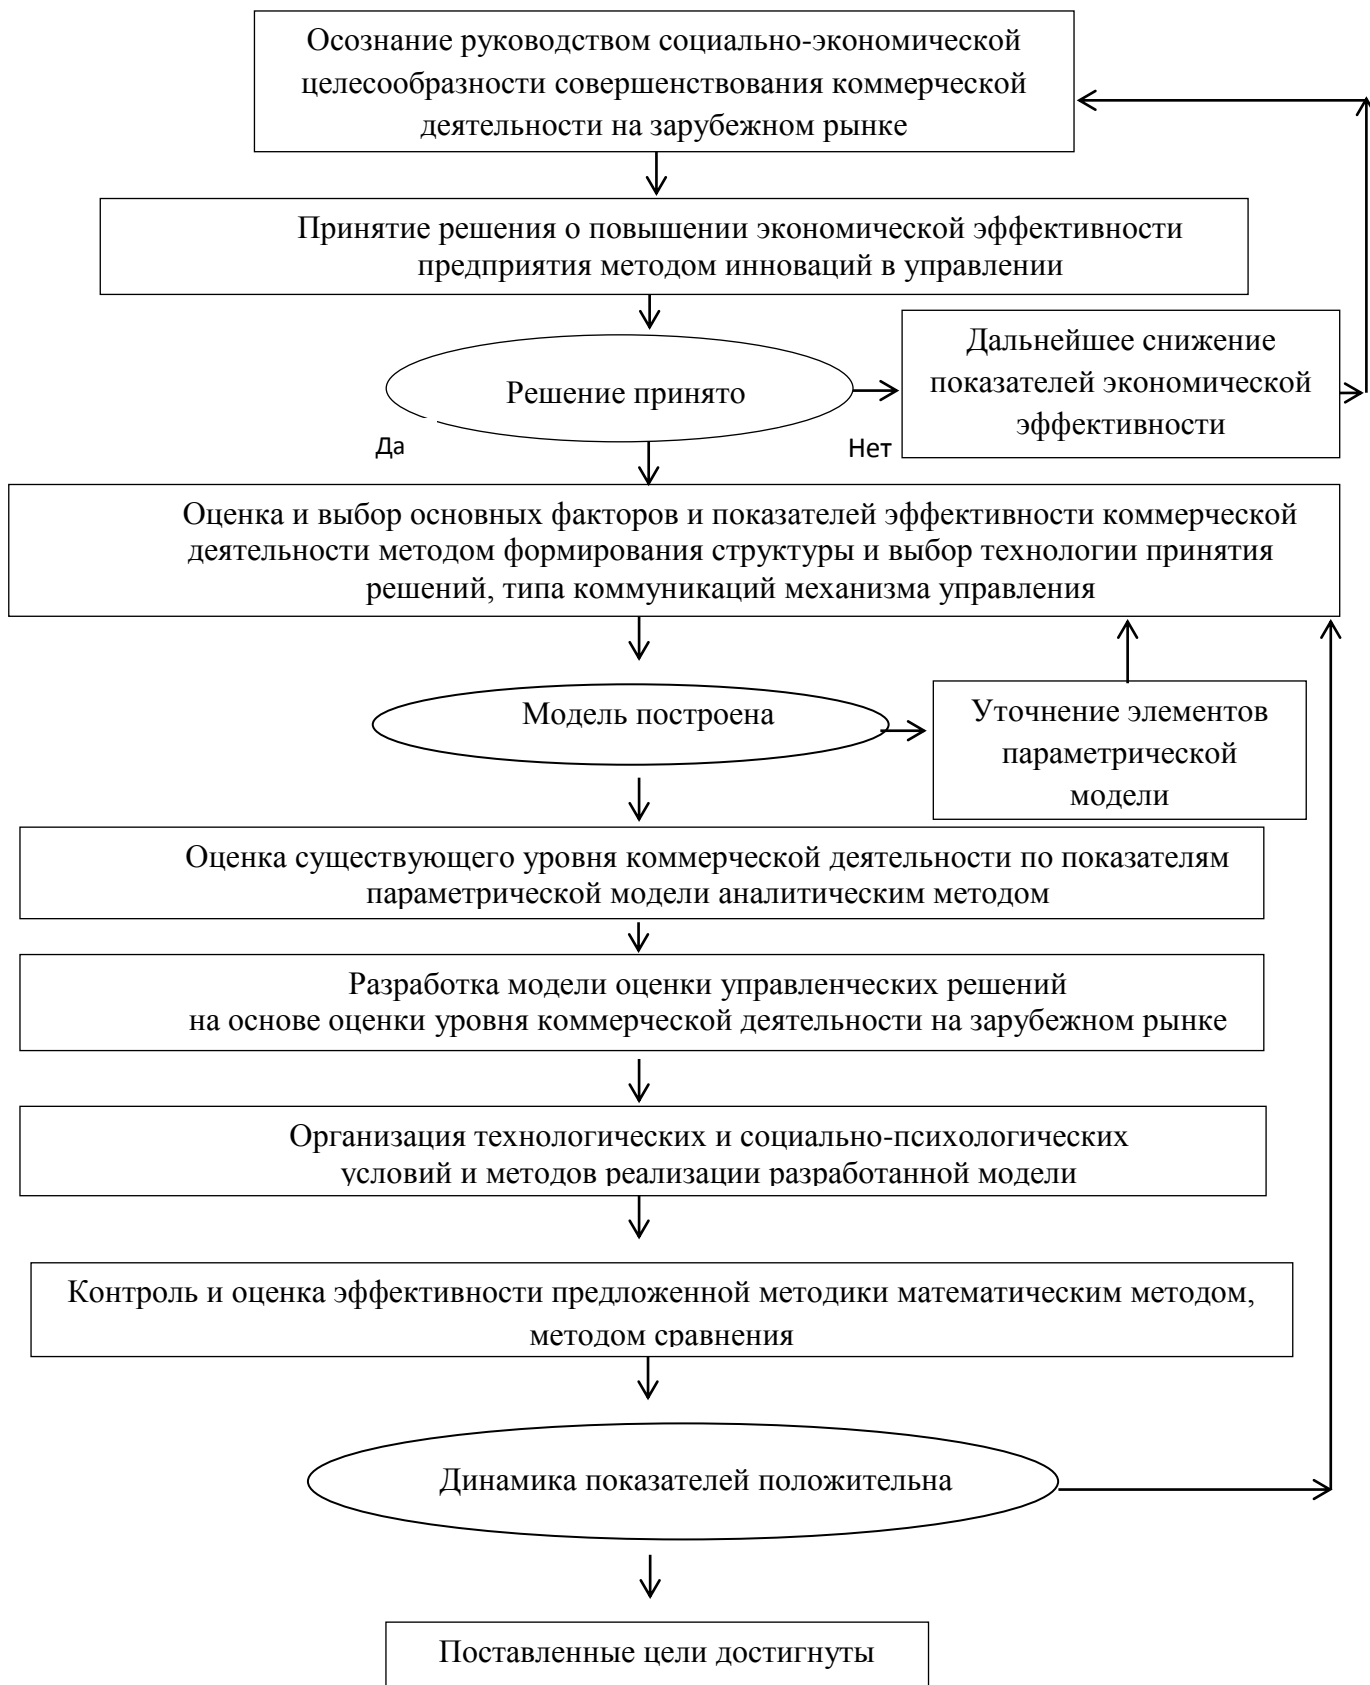 Осознание руководством социально-экономической
целесообразности совершенствования коммерческой
деятельности на зарубежном рынке
Принятие решения о повышении экономической эффективности
предприятия методом инноваций в управлении
Решение принято
Дальнейшее снижение
показателей экономической
эффективности
Да
Нет
Оценка и выбор основных факторов и показателей эффективности коммерческой
деятельности методом формирования структуры и выбор технологии принятия
решений, типа коммуникаций механизма управления
Модель построена
Уточнение элементов
параметрической
модели
Оценка существующего уровня коммерческой деятельности по показателям
параметрической модели аналитическим методом
Разработка модели оценки управленческих решений
на основе оценки уровня коммерческой деятельности на зарубежном рынке
Организация технологических и социально-психологических
условий и методов реализации разработанной модели
Контроль и оценка эффективности предложенной методики математическим методом,
методом сравнения
Динамика показателей положительна
Поставленные цели достигнуты